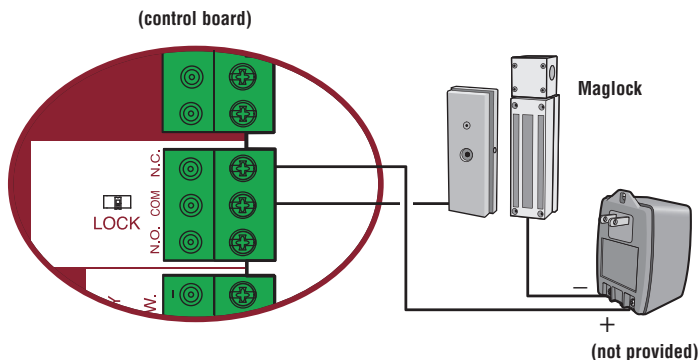 (control board)
Maglock
N.C.
COM
N.O.
LOCK
Y
W.
−
+
(not provided)